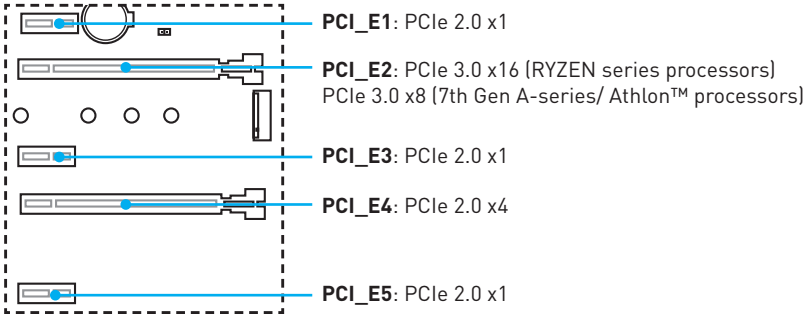 PCI_E1: PCIe 2.0 x1
PCI_E2: PCIe 3.0 x16 (RYZEN series processors)
PCIe 3.0 x8 (7th Gen A-series/ Athlon™ processors)
PCI_E3: PCIe 2.0 x1
PCI_E4: PCIe 2.0 x4
PCI_E5: PCIe 2.0 x1